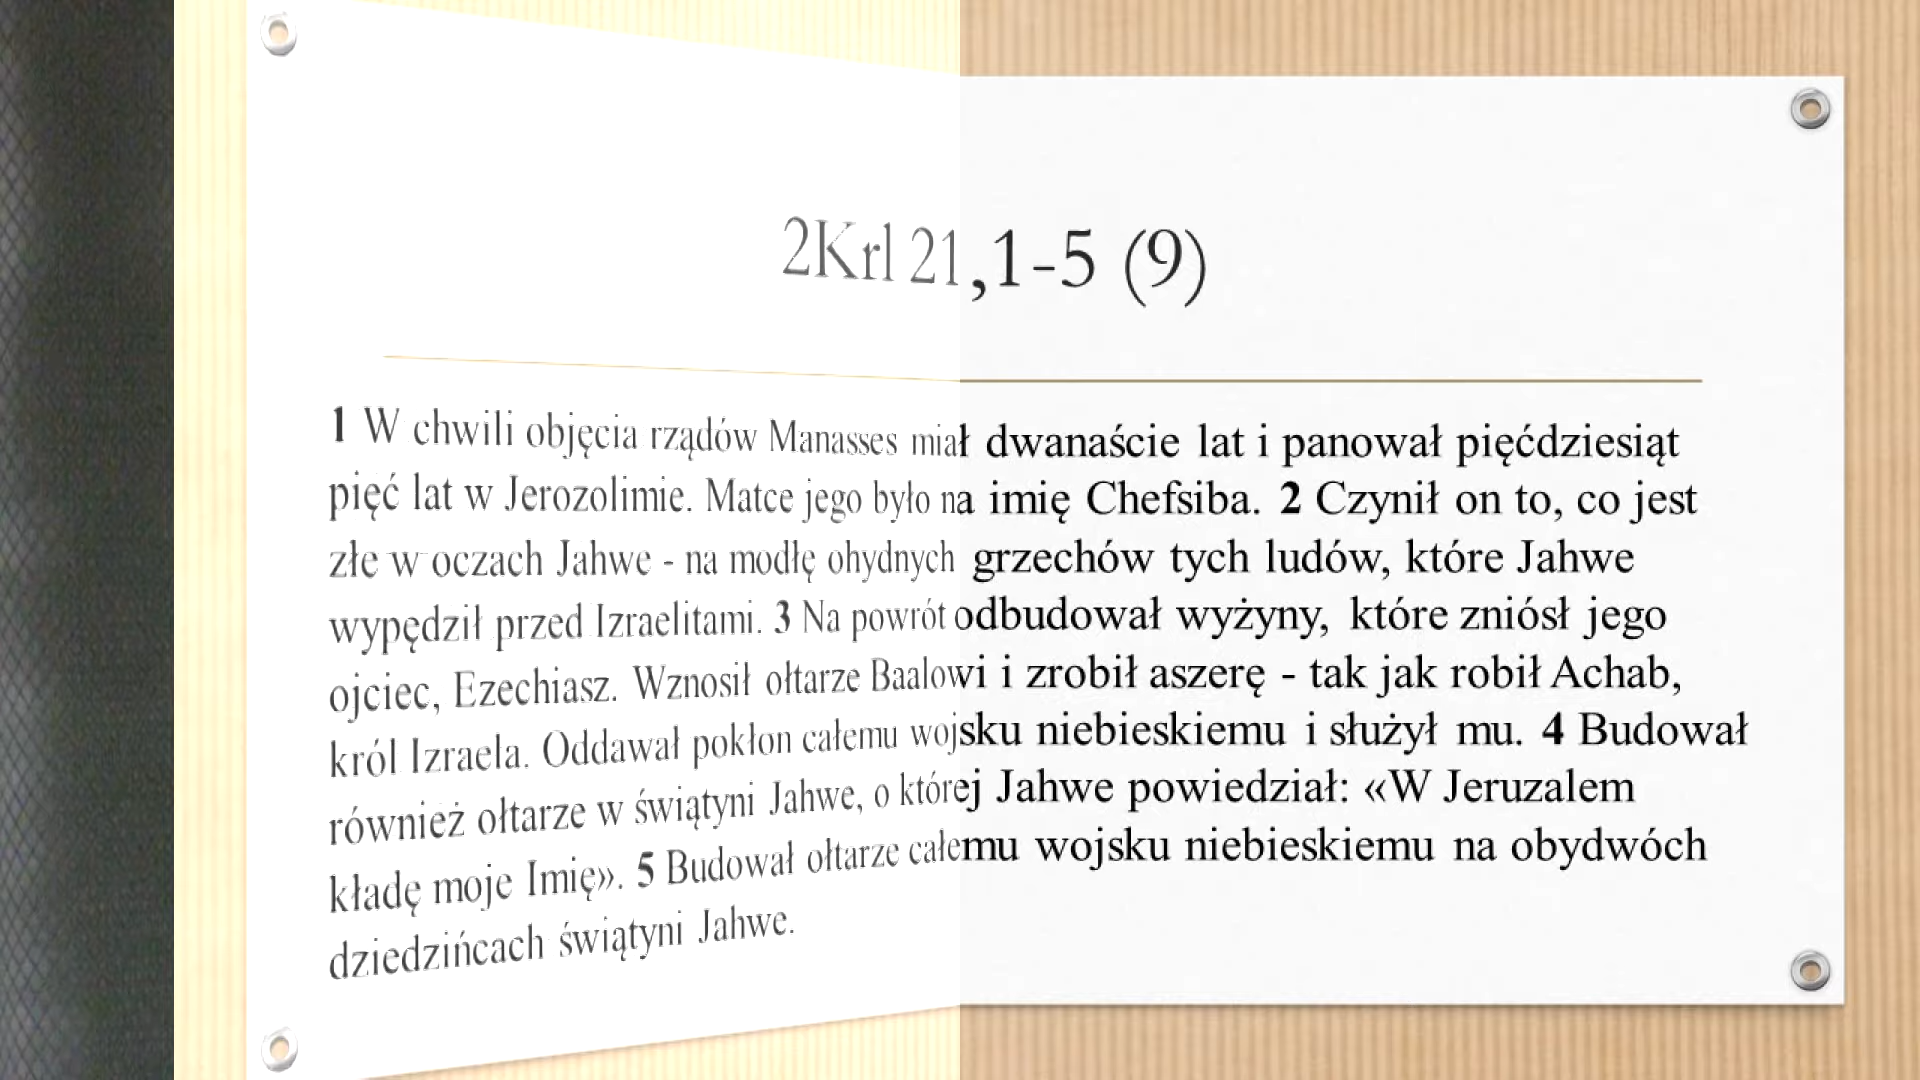 2Krl 21,1-5 (9)
1 W chwili objęcia rządów Manasses miał dwanaście lat i panował pięćdziesiąt
pięć lat w Jerozolimie. Matce jego było na imię Chefsiba. 2 Czynił on to, co jest
złe w oczach Jahwe - na modłę ohydnych grzechów tych ludów, które Jahwe
wypędził przed Izraelitami. 3 Na powrót odbudował wyżyny, które zniósł jego
ojciec, Ezechiasz. Wznosił ołtarze Baalowi i zrobił aszerę - tak jak robił Achab,
król Izraela. Oddawał pokłon całemu wojsku niebieskiemu i służył mu. 4 Budował
również ołtarze w świątyni Jahwe, o której Jahwe powiedział: «W Jeruzalem
kładę moje Imię». 5 Budował ołtarze całemu wojsku niebieskiemu na obydwóch
dziedzińcach świątyni Jahwe.